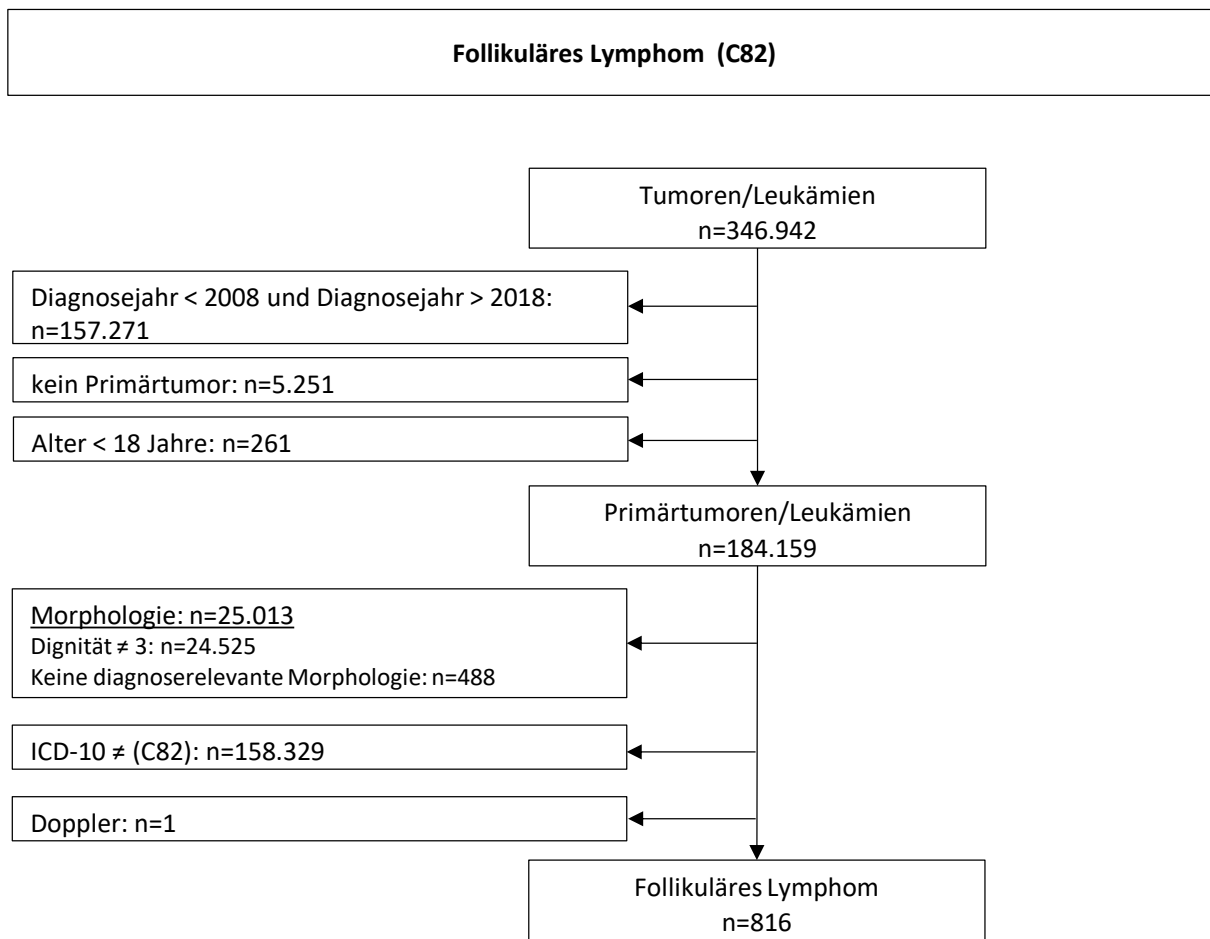 Follikuläres Lymphom (C82)
Tumoren/Leukämien
n=346.942
Diagnosejahr < 2008 und Diagnosejahr > 2018:
n=157.271
kein Primärtumor: n=5.251
Alter < 18 Jahre: n=261
Primärtumoren/Leukämien
n=184.159
Morphologie: n=25.013
Dignität ≠ 3: n=24.525
Keine diagnoserelevante Morphologie: n=488
ICD-10 ≠ (C82): n=158.329
Doppler: n=1
Follikuläres Lymphom
n=816